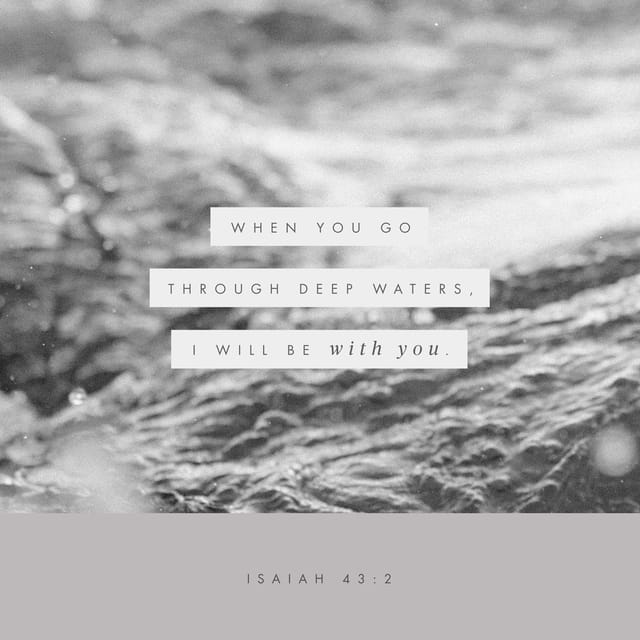 WHEN YOU GO
THROUGH DEEP WATERS,
I WILL BE with you.
ISAIAH 43:2